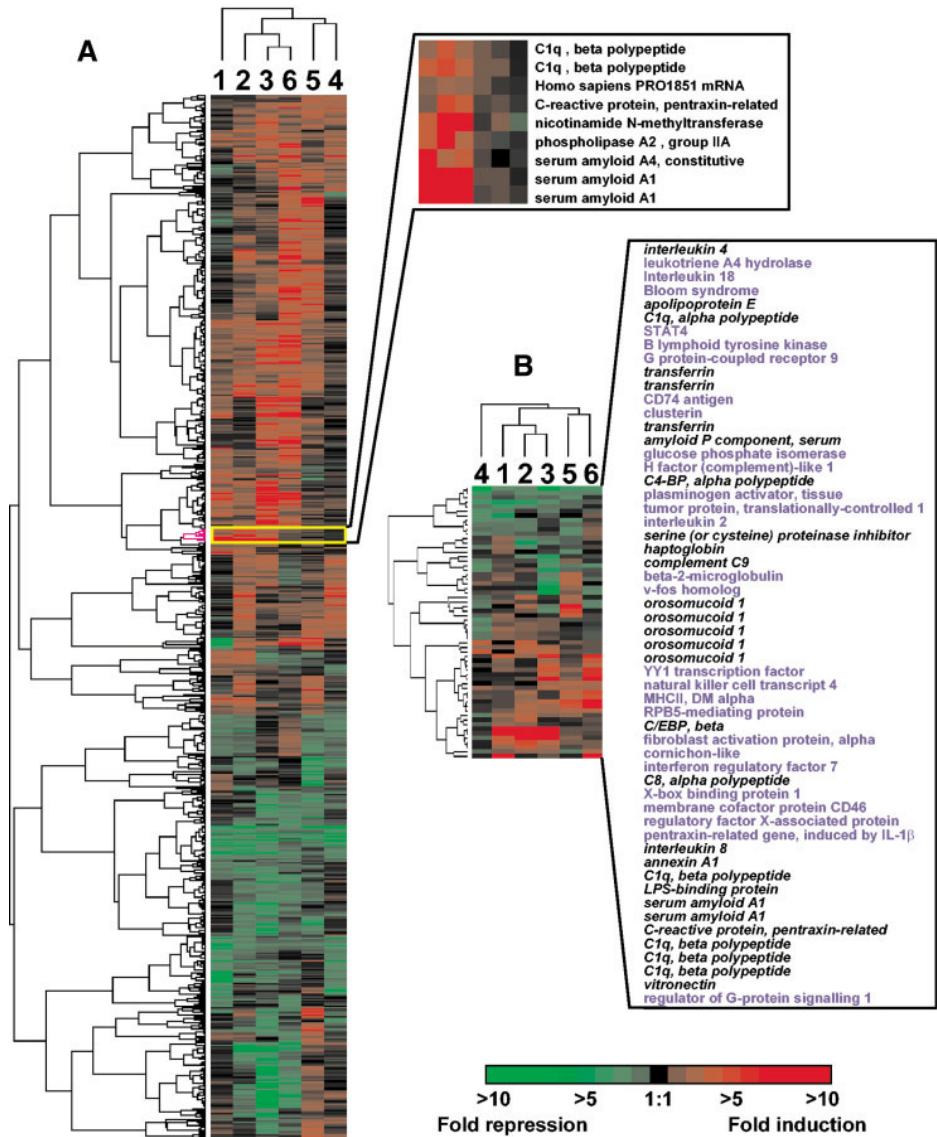 A
1 2 3 6 5 4
C1q , beta polypeptide
C1q , beta polypeptide
Homo sapiens PRO1851 mRNA
C-reactive protein, pentraxin-related
nicotinamide N-methyltransferase
phospholipase A2 , group IIA
serum amyloid A4, constitutive
serum amyloid A1
serum amyloid A1
B
4 1 2 3 5 6
interleukin 4
leukotriene A4 hydrolase
Interleukin 18
Bloom syndrome
apolipoprotein E
C1q, alpha polypeptide
STAT4
B lymphoid tyrosine kinase
G protein-coupled receptor 9
transferrin
transferrin
CD74 antigen
clusterin
transferrin
amyloid P component, serum
glucose phosphate isomerase
H factor (complement)-like 1
C4-BP, alpha polypeptide
plasminogen activator, tissue
tumor protein, translationally-controlled 1
interleukin 2
serine (or cysteine) proteinase inhibitor
haptoglobin
complement C9
beta-2-microglobulin
v-fos homolog
orosomucoid 1
orosomucoid 1
orosomucoid 1
orosomucoid 1
orosomucoid 1
YY1 transcription factor
natural killer cell transcript 4
MHCII, DM alpha
RPB5-mediating protein
C/EBP, beta
fibroblast activation protein, alpha
cornichon-like
interferon regulatory factor 7
C8, alpha polypeptide
X-box binding protein 1
membrane cofactor protein CD46
regulatory factor X-associated protein
pentraxin-related gene, induced by IL-1β
interleukin 8
annexin A1
C1q, beta polypeptide
LPS-binding protein
serum amyloid A1
serum amyloid A1
C-reactive protein, pentraxin-related
C1q, beta polypeptide
C1q, beta polypeptide
C1q, beta polypeptide
vitronectin
regulator of G-protein signalling 1
>10 >5 1:1 >5 >10
Fold repression Fold induction